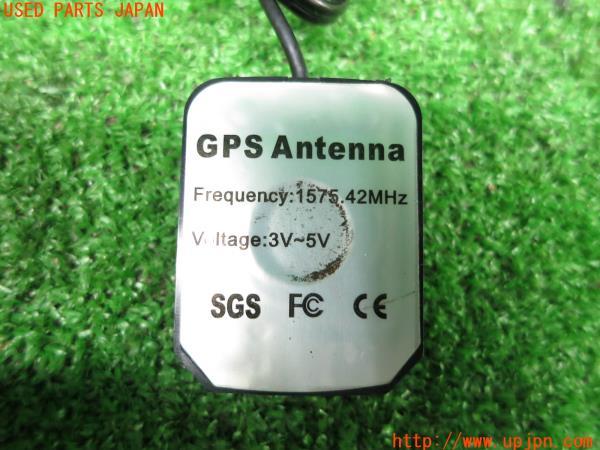 USED PARTS JAPAN
GPS Antenna
Frequency:1575.42MHz
Voltage:3V~5V
SGS FC CE
http://www.upjpn.com